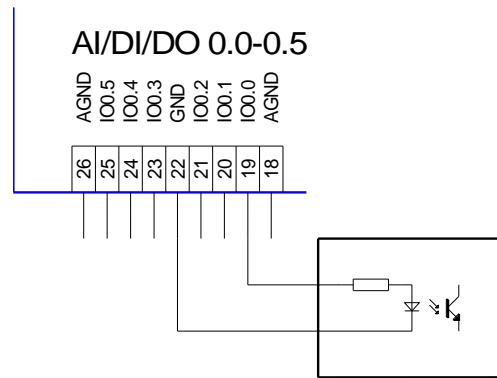 AI/DI/DO 0.0-0.5
AGND
IO0.5
IO0.4
IO0.3
GND
IO0.2
IO0.1
IO0.0
AGND
26
25
24
23
22
21
20
19
18